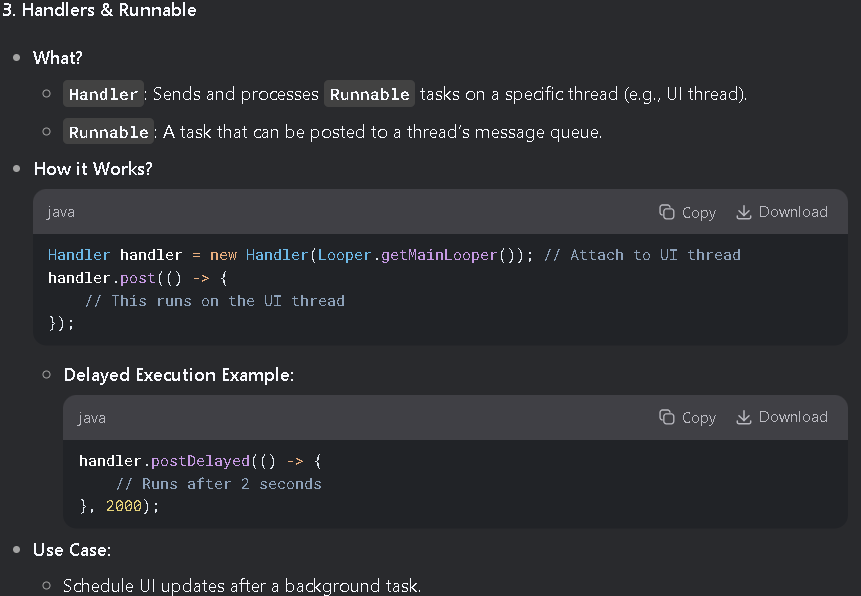 3. Handlers & Runnable
What?
Handler: Sends and processes Runnable tasks on a specific thread (e.g., UI thread).
Runnable: A task that can be posted to a thread’s message queue.
How it Works?
java Copy Download
Handler handler = new Handler(Looper.getMainLooper()); // Attach to UI thread
handler.post(() -> {
    // This runs on the UI thread
});
Delayed Execution Example:
java Copy Download
handler.postDelayed(() -> {
    // Runs after 2 seconds
}, 2000);
Use Case:
Schedule UI updates after a background task.